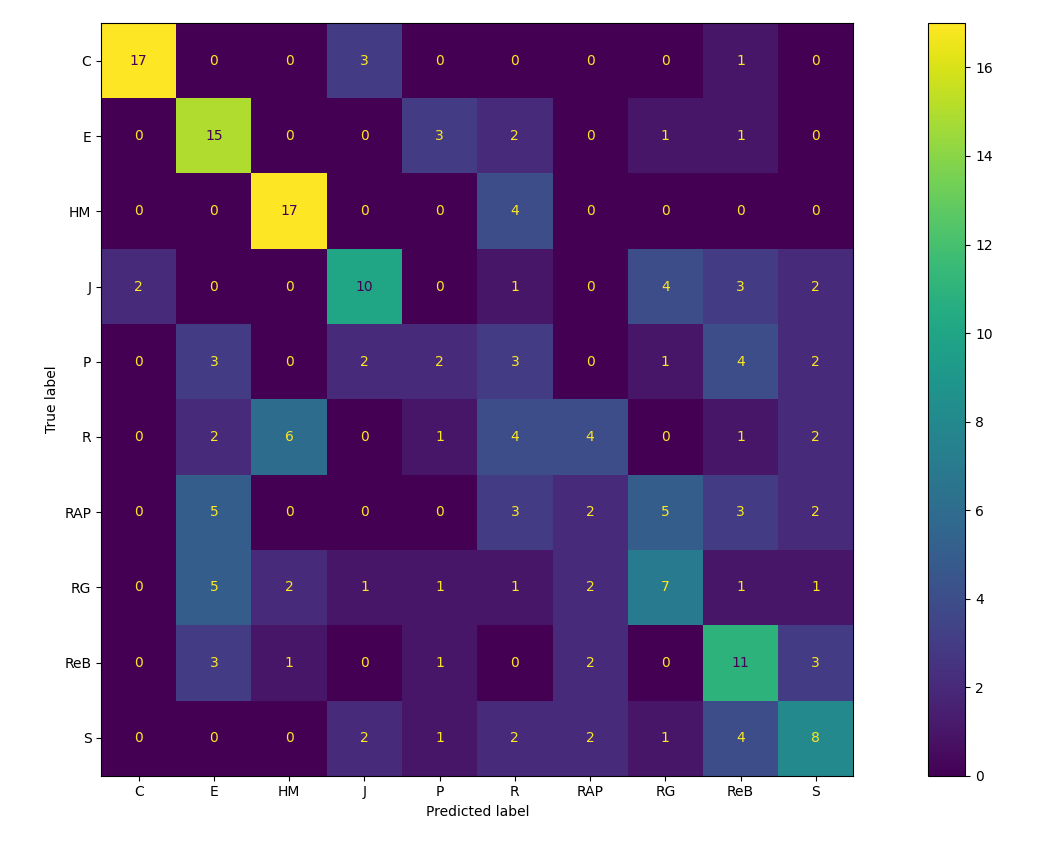 C 17 0 0 3 0 0 0 0 1 0
E 0 15 0 0 3 2 0 1 1 0
HM 0 0 17 0 0 4 0 0 0 0
J 2 0 0 10 0 1 0 4 3 2
P 0 3 0 2 2 3 0 1 4 2
R 0 2 6 0 1 4 4 0 1 2
RAP 0 5 0 0 0 3 2 5 3 2
RG 0 5 2 1 1 1 2 7 1 1
ReB 0 3 1 0 1 0 2 0 11 3
S 0 0 0 2 1 2 2 1 4 8
C E HM J P R RAP RG ReB S
Predicted label
True label
16
14
12
10
8
6
4
2
0